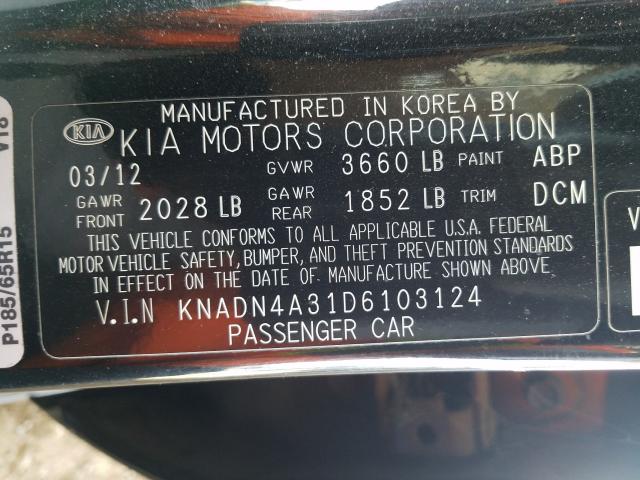 MANUFACTURED IN KOREA BY
KIA KIA MOTORS CORPORATION
03/12 GVWR 3660 LB PAINT ABP
GAWR FRONT 2028 LB GAWR REAR 1852 LB TRIM DCM
THIS VEHICLE CONFORMS TO ALL APPLICABLE U.S.A. FEDERAL
MOTOR VEHICLE SAFETY, BUMPER, AND THEFT PREVENTION STANDARDS
IN EFFECT ON THE DATE OF MANUFACTURE SHOWN ABOVE.
V.I.N KNADN4A31D6103124
PASSENGER CAR
P185/65R15